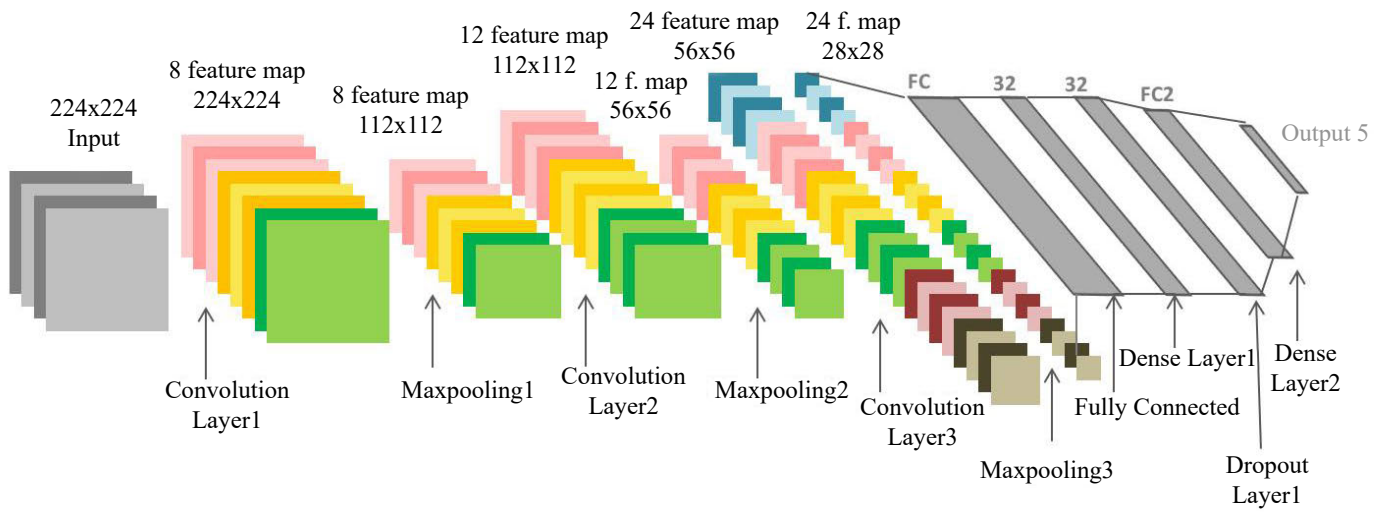 224x224
Input
8 feature map
224x224
8 feature map
112x112
12 feature map
112x112
12 f. map
56x56
24 feature map
56x56
24 f. map
28x28
FC
32
32
FC2
Output 5
Convolution
Layer1
Maxpooling1
Convolution
Layer2
Maxpooling2
Convolution
Layer3
Maxpooling3
Fully Connected
Dense Layer1
Dropout
Layer1
Dense
Layer2